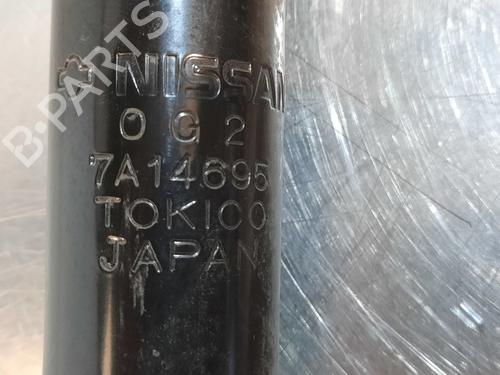 NISSAN
0G2
7A14695
TOKICO
JAPAN
B-PARTS